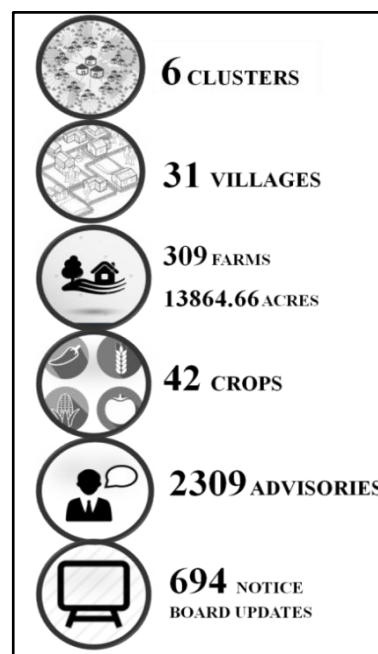 6 CLUSTERS
31 VILLAGES
309 FARMS
13864.66 ACRES
42 CROPS
2309 ADVISORIES
694 NOTICE
BOARD UPDATES